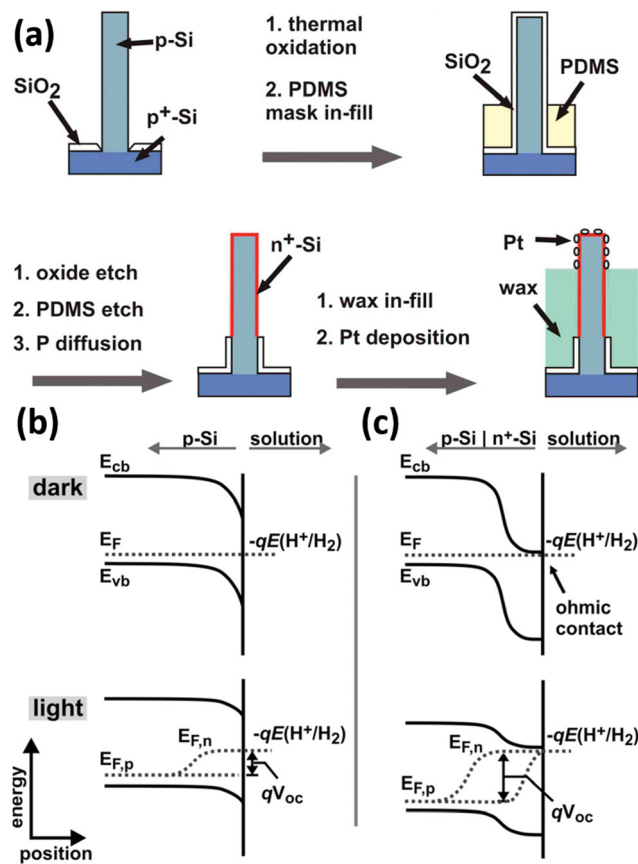 (a)
p-Si
SiO2
p+-Si
1. thermal
oxidation
2. PDMS
mask in-fill
SiO2
PDMS
1. oxide etch
2. PDMS etch
3. P diffusion
n+-Si
1. wax in-fill
2. Pt deposition
Pt
wax
(b)
p-Si
solution
dark
Ecb
EF
-qE(H+/H2)
Evb
light
EF,n
-qE(H+/H2)
EF,p
qVoc
energy
position
(c)
p-Si | n+-Si
solution
Ecb
EF
-qE(H+/H2)
Evb
ohmic
contact
EF,n
-qE(H+/H2)
EF,p
qVoc